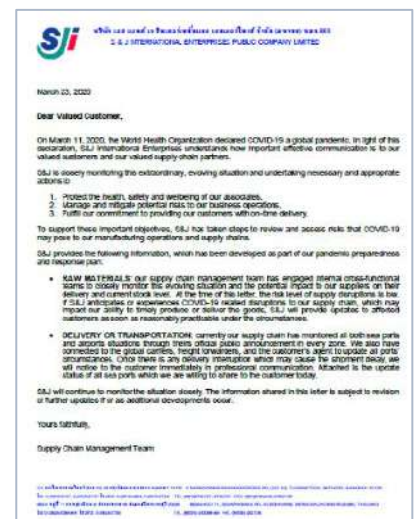 SJi
S & J INTERNATIONAL ENTERPRISES PUBLIC COMPANY LIMITED
March 23, 2020
Dear Valued Customer,
On March 11, 2020, the World Health Organization declared COVID-19 a global pandemic. In light of this
declaration, S&J International Enterprises understands how important effective communication is to our
valued customers and our valued supply chain partners.
S&J is closely monitoring this extraordinary, evolving situation and undertaking necessary and appropriate
actions to
1. Protect the health, safety and wellbeing of our associates.
2. Manage and mitigate potential risks to our business operations.
3. Fulfill our commitment to providing our customers with on-time delivery.
To support these important objectives, S&J has taken steps to review and assess risks that COVID-19
may pose to our manufacturing operations and supply chains.
S&J provides the following information, which has been developed as part of our pandemic preparedness
and response plan:
• RAW MATERIALS: our supply chain management team has engaged internal cross-functional
teams to closely monitor this evolving situation and the potential impact to our suppliers on their
delivery and current stock level. At the time of this letter, the risk level of supply disruptions is low.
If S&J anticipates or experiences COVID-19 related disruptions to our supply chain, which may
impact our ability to timely produce or deliver the goods, S&J will provide updates to affected
customers as soon as reasonably practicable under the circumstances.
• DELIVERY OR TRANSPORTATION: currently our supply chain has monitored all both sea ports
and airports situations through theirs official public announcement in every zone. We also have
connected to the global carriers, freight forwarders, and the customer's agent to update all ports'
circumstances. Once there is any delivery interruption which may cause the shipment delay, we
will notice to the customer immediately in professional communication. Attached is the update
status of all sea ports which we are willing to share to the customer today.
S&J will continue to monitor the situation closely. The information shared in this letter is subject to revision
or further updates if or as additional developments occur.
Yours faithfully,
Supply Chain Management Team